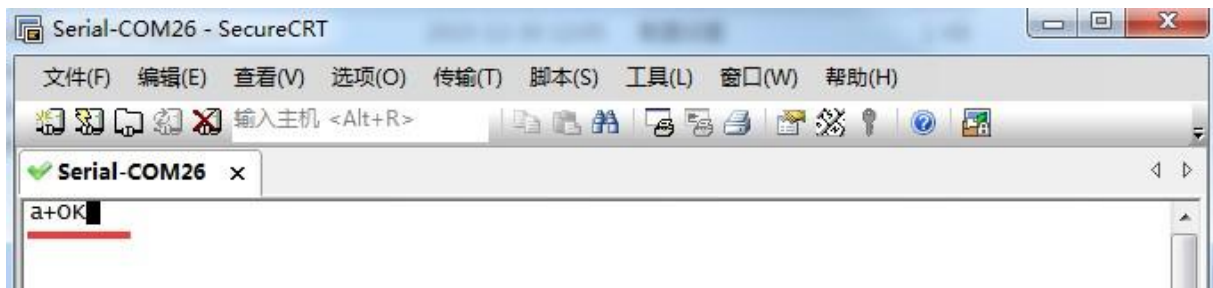 Serial-COM26 - SecureCRT
文件(F) 编辑(E) 查看(V) 选项(O) 传输(T) 脚本(S) 工具(L) 窗口(W) 帮助(H)
输入主机 <Alt+R>
Serial-COM26 x
a+OK